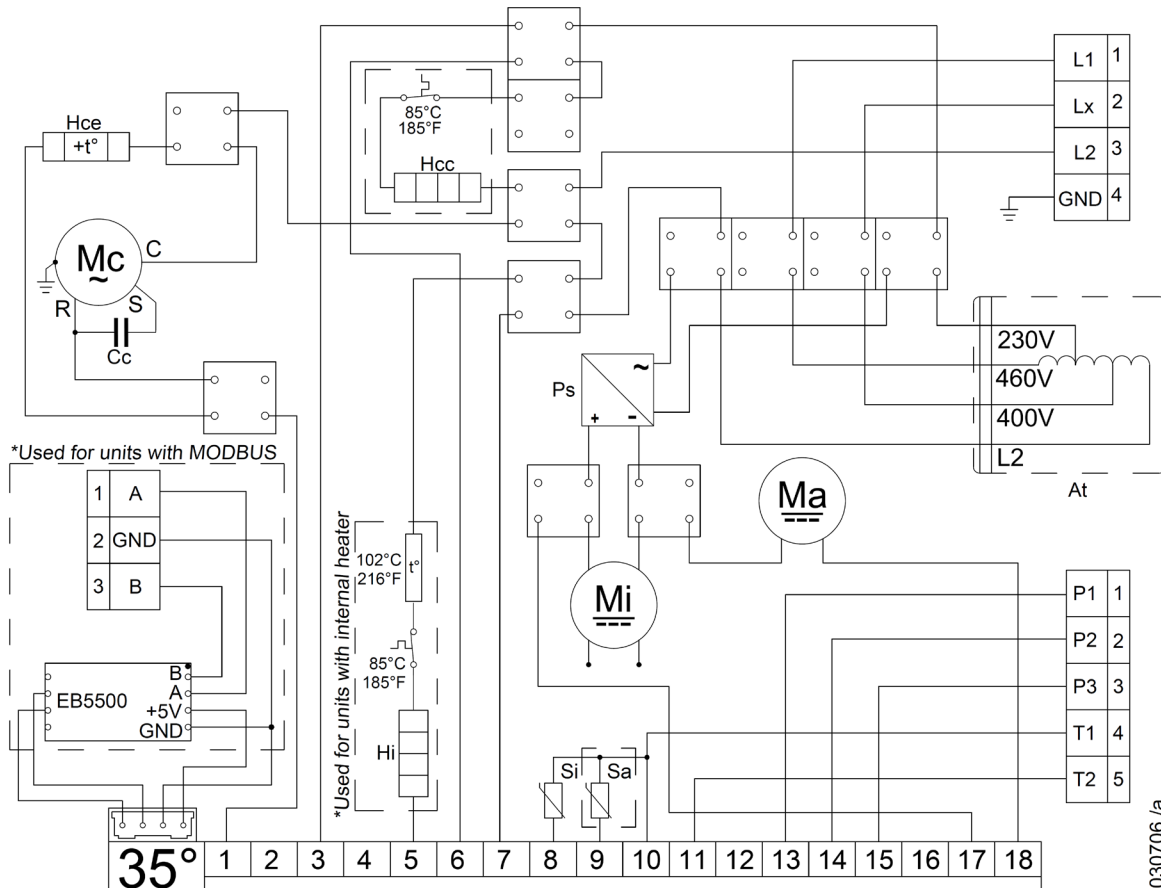 L1 1
Lx 2
L2 3
GND 4
85°C
185°F
Hcc
Hce
+t°
Mc
~
C
R
S
Cc
230V
460V
400V
L2
At
Ps
~
+ -
Ma
Mi
*Used for units with MODBUS
1 A
2 GND
3 B
EB5500
B
A
+5V
GND
*Used for units with internal heater
102°C
216°F
t°
85°C
185°F
Hi
Si
Sa
P1 1
P2 2
P3 3
T1 4
T2 5
35° 1 2 3 4 5 6 7 8 9 10 11 12 13 14 15 16 17 18
030706 /a